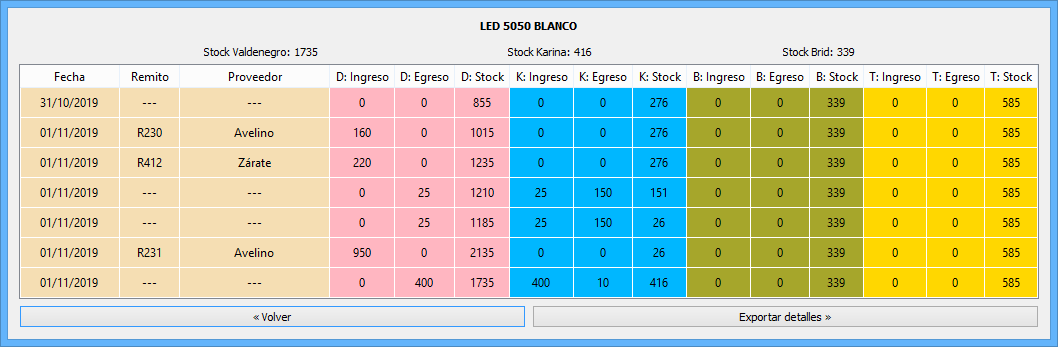 LED 5050 BLANCO
Stock Valdenegro: 1735 Stock Karina: 416 Stock Brid: 339
Fecha Remito Proveedor D: Ingreso D: Egreso D: Stock K: Ingreso K: Egreso K: Stock B: Ingreso B: Egreso B: Stock T: Ingreso T: Egreso T: Stock
31/10/2019 --- --- 0 0 855 0 0 276 0 0 339 0 0 585
01/11/2019 R230 Avelino 160 0 1015 0 0 276 0 0 339 0 0 585
01/11/2019 R412 Zárate 220 0 1235 0 0 276 0 0 339 0 0 585
01/11/2019 --- --- 0 25 1210 25 150 151 0 0 339 0 0 585
01/11/2019 --- --- 0 25 1185 25 150 26 0 0 339 0 0 585
01/11/2019 R231 Avelino 950 0 2135 0 0 26 0 0 339 0 0 585
01/11/2019 --- --- 0 400 1735 400 10 416 0 0 339 0 0 585
« Volver Exportar detalles »